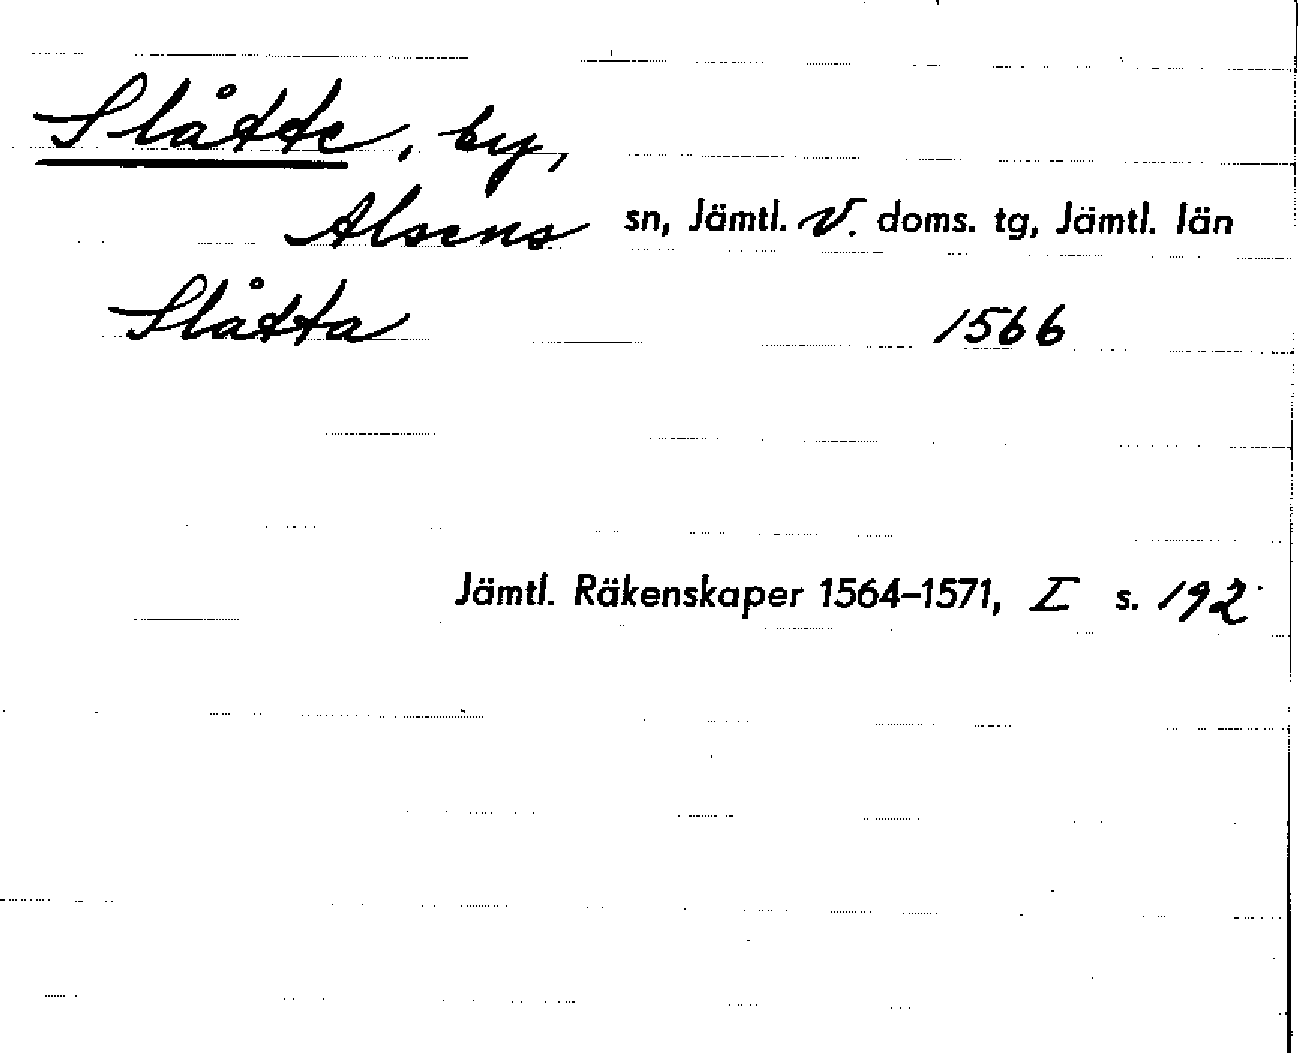 Slåtte, by,
Alsens sn, Jämtl. V. doms. tg, Jämtl. län
Slåtta 1566
Jämtl. Räkenskaper 1564–1571, I s. 192